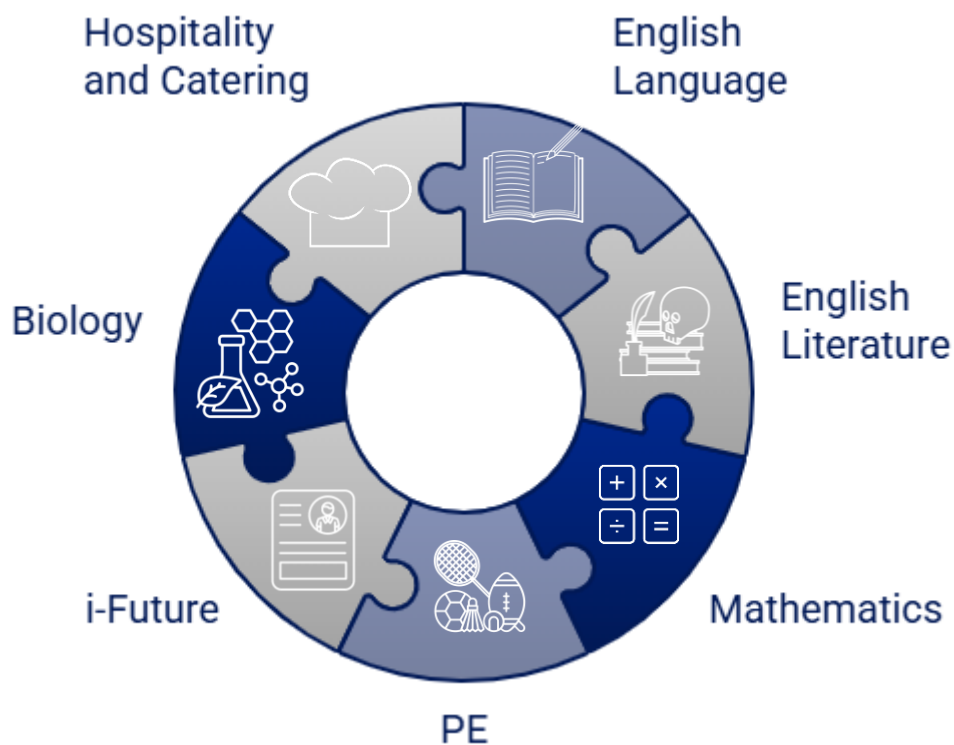 Hospitality
and Catering
English
Language
English
Literature
Mathematics
PE
i-Future
Biology
+ ×
÷ =